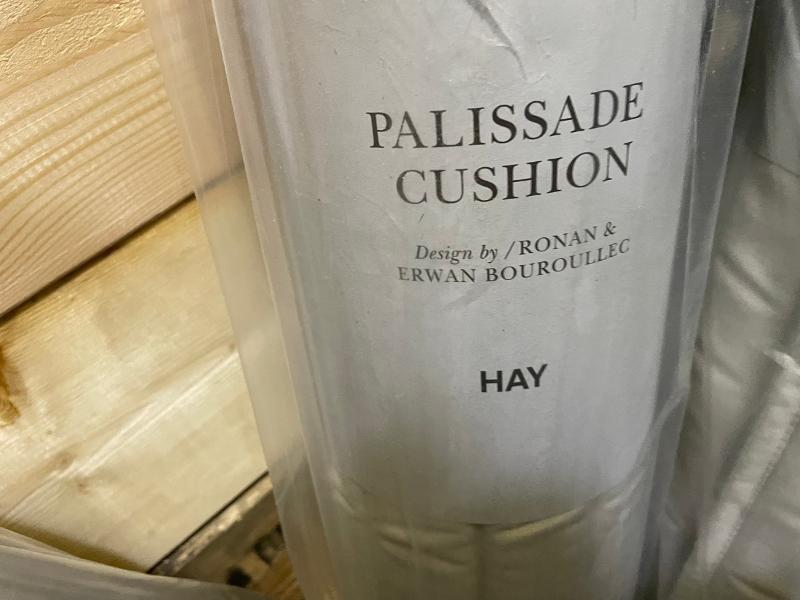 PALISSADE
CUSHION
Design by / RONAN &
ERWAN BOUROULLEC
HAY